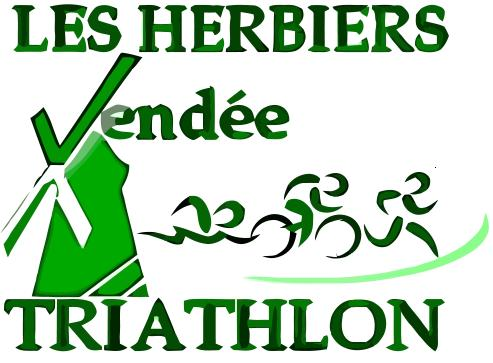 LES HERBIERS
Vendée
TRIATHLON